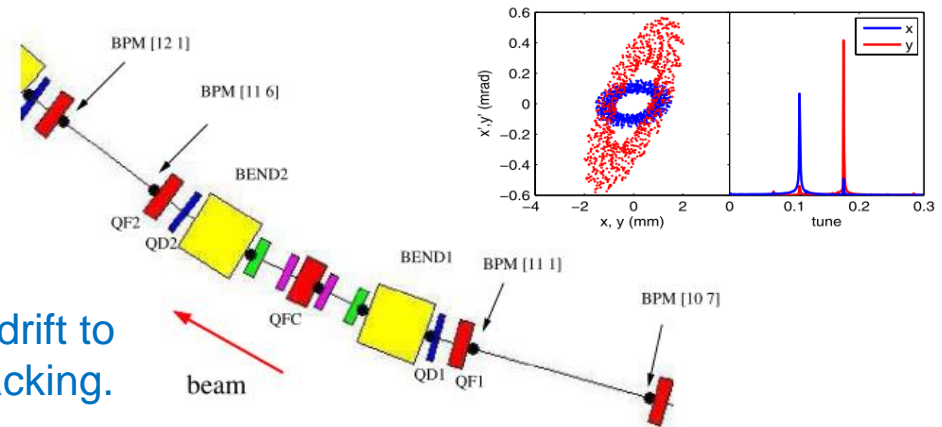 BPM [12 1]
BPM [11 6]
BEND2
QF2
QD2
BEND1
BPM [11 1]
BPM [10 7]
QFC
QD1
QF1
beam
drift to
acking.
x',y' (mrad)
0.6
0.4
0.2
0
−0.2
−0.4
−0.6
−4 −2 0 2
x, y (mm)
x
y
0 0.1 0.2 0.3
tune